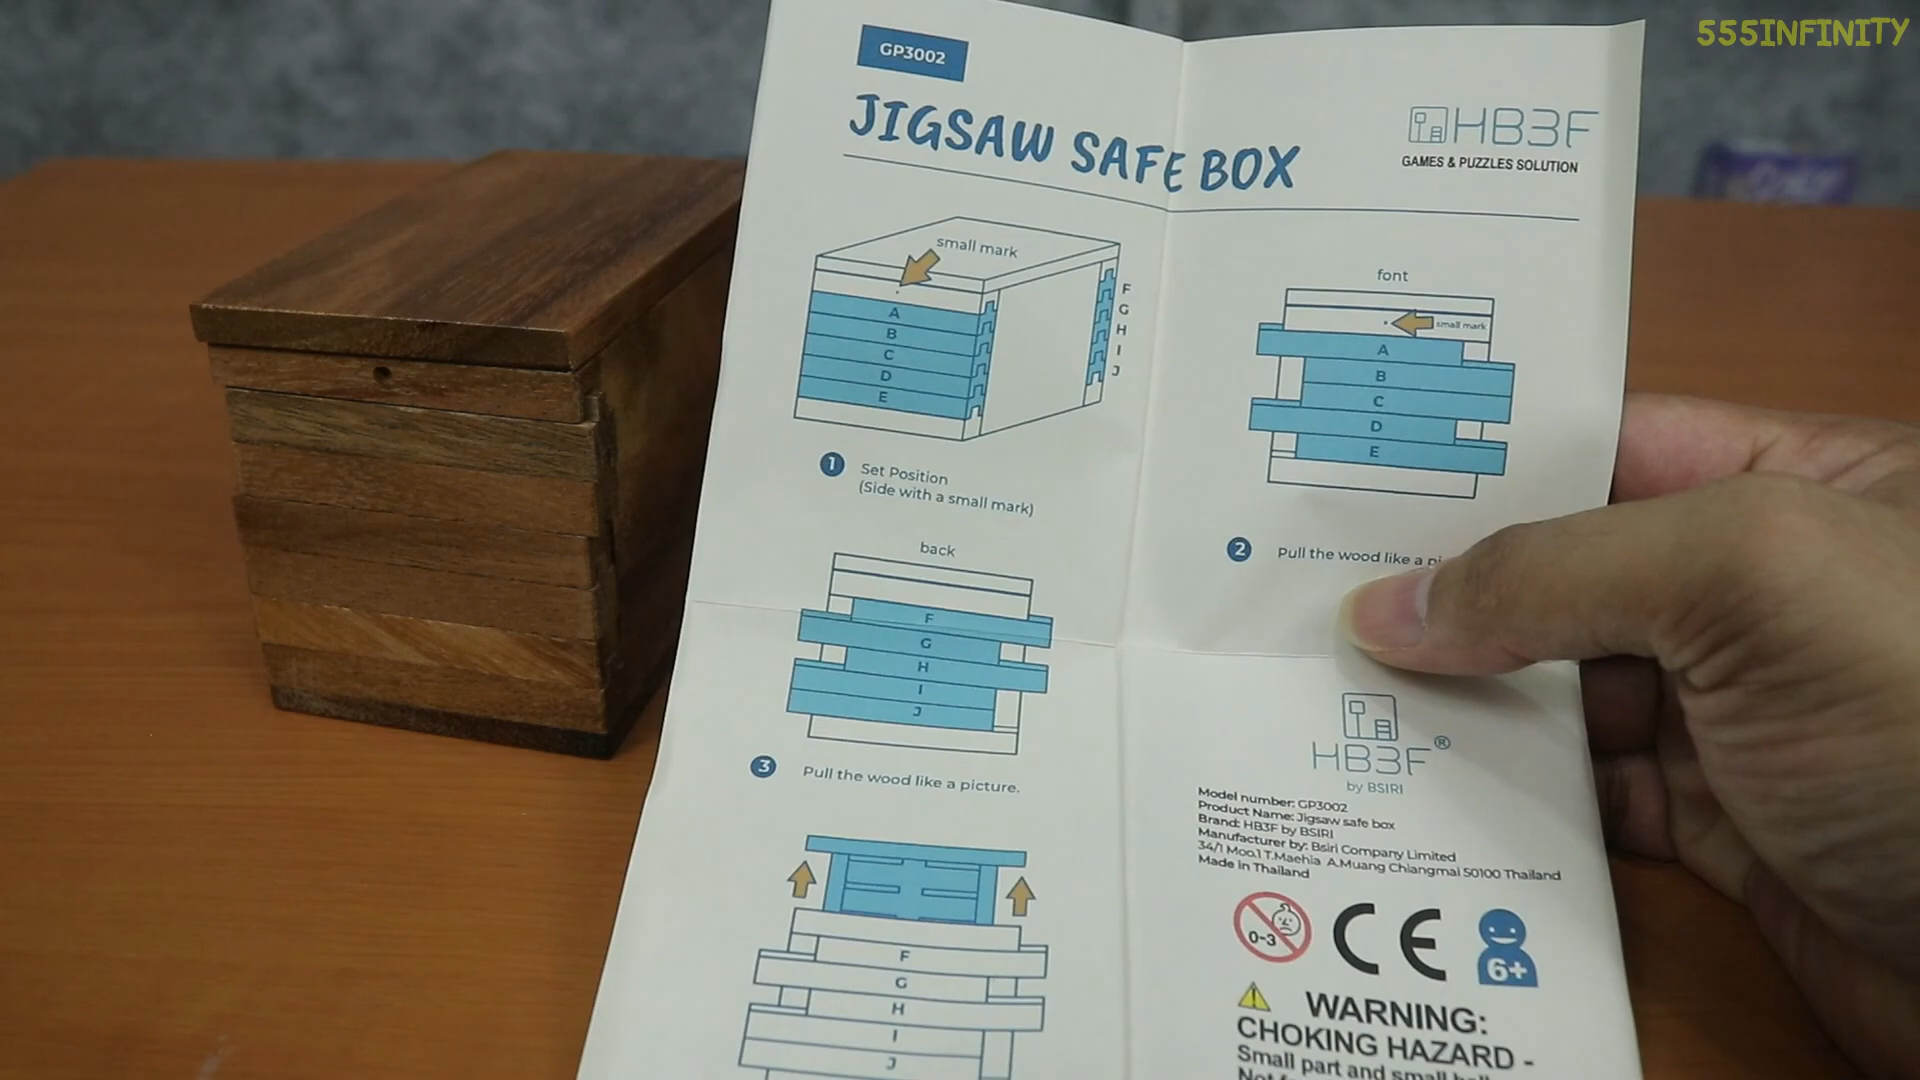 555INFINITY
GP3002
JIGSAW SAFE BOX
HB3F
GAMES & PUZZLES SOLUTION
small mark
A
B
C
D
E
F
G
H
I
J
1 Set Position
(Side with a small mark)
font
small mark
A
B
C
D
E
2 Pull the wood like a
back
F
G
H
I
J
3 Pull the wood like a picture.
F
G
H
I
J
HB3F®
by BSIRI
Model number: GP3002
Product Name: Jigsaw safe box
Brand: HB3F by BSIRI
Manufacturer by: Bsiri Company Limited
34/1 Moo.1 T.Maehia A.Muang Chiangmai 50100 Thailand
Made in Thailand
0-3
CE
6+
WARNING:
CHOKING HAZARD -
Small part and small